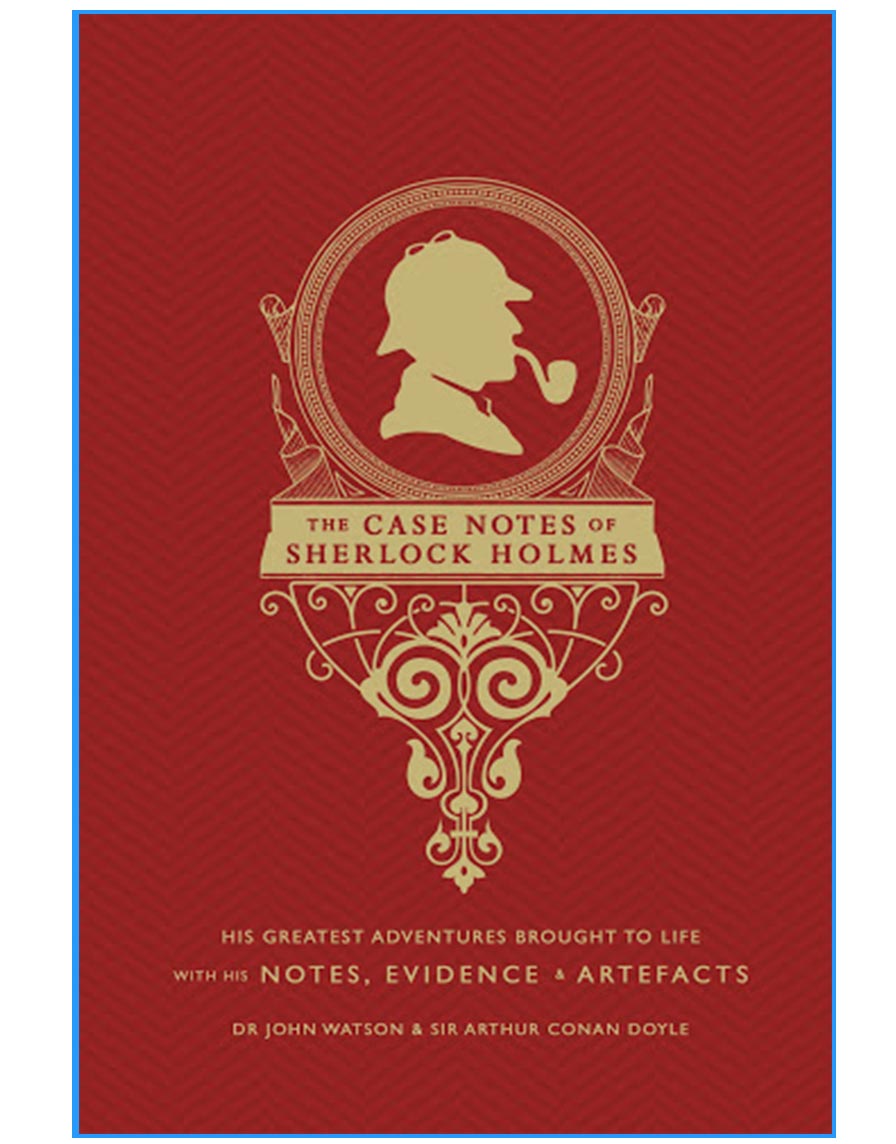 THE CASE NOTES OF
SHERLOCK HOLMES
HIS GREATEST ADVENTURES BROUGHT TO LIFE
WITH HIS NOTES, EVIDENCE & ARTEFACTS
DR JOHN WATSON & SIR ARTHUR CONAN DOYLE